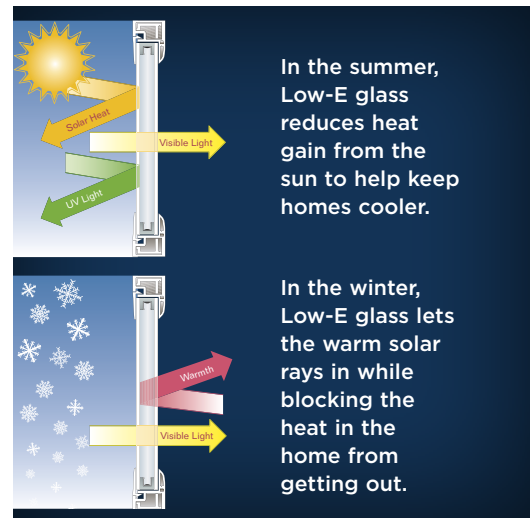 Solar Heat
Visible Light
UV Light
In the summer,
Low-E glass
reduces heat
gain from the
sun to help keep
homes cooler.
Warmth
Visible Light
In the winter,
Low-E glass lets
the warm solar
rays in while
blocking the
heat in the
home from
getting out.